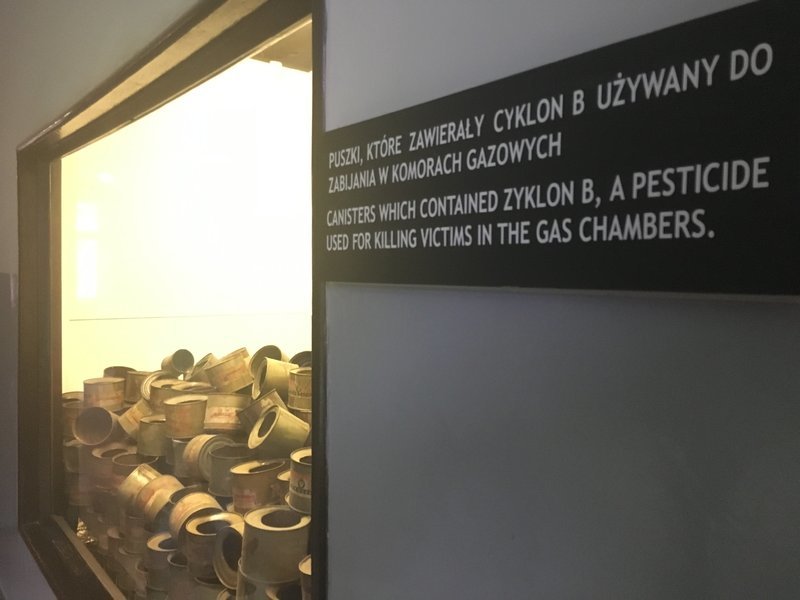 PUSZKI, KTÓRE ZAWIERAŁY CYKLON B UŻYWANY DO
ZABIJANIA W KOMORACH GAZOWYCH
CANISTERS WHICH CONTAINED ZYKLON B, A PESTICIDE
USED FOR KILLING VICTIMS IN THE GAS CHAMBERS.